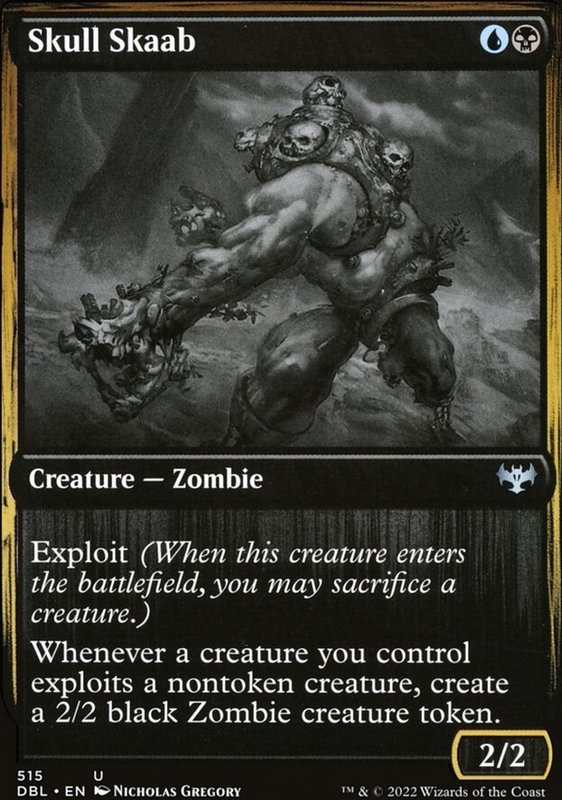 Skull Skaab
Creature — Zombie
Exploit (When this creature enters
the battlefield, you may sacrifice a
creature.)
Whenever a creature you control
exploits a nontoken creature, create
a 2/2 black Zombie creature token.
2/2
515 U
DBL • EN Nicholas Gregory
™ & © 2022 Wizards of the Coast